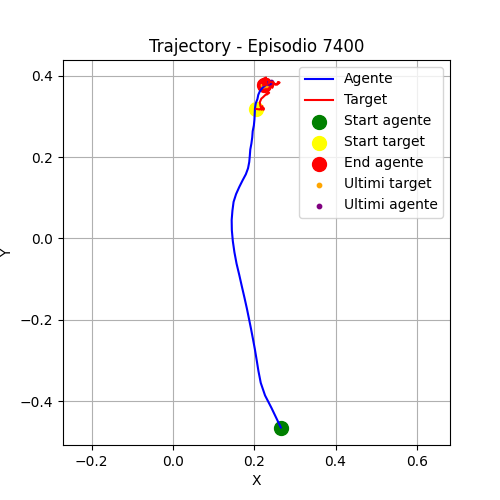 Trajectory - Episodio 7400
Agente
Target
Start agente
Start target
End agente
Ultimi target
Ultimi agente
Y
0.4
0.2
0.0
−0.2
−0.4
−0.2
0.0
0.2
0.4
0.6
X